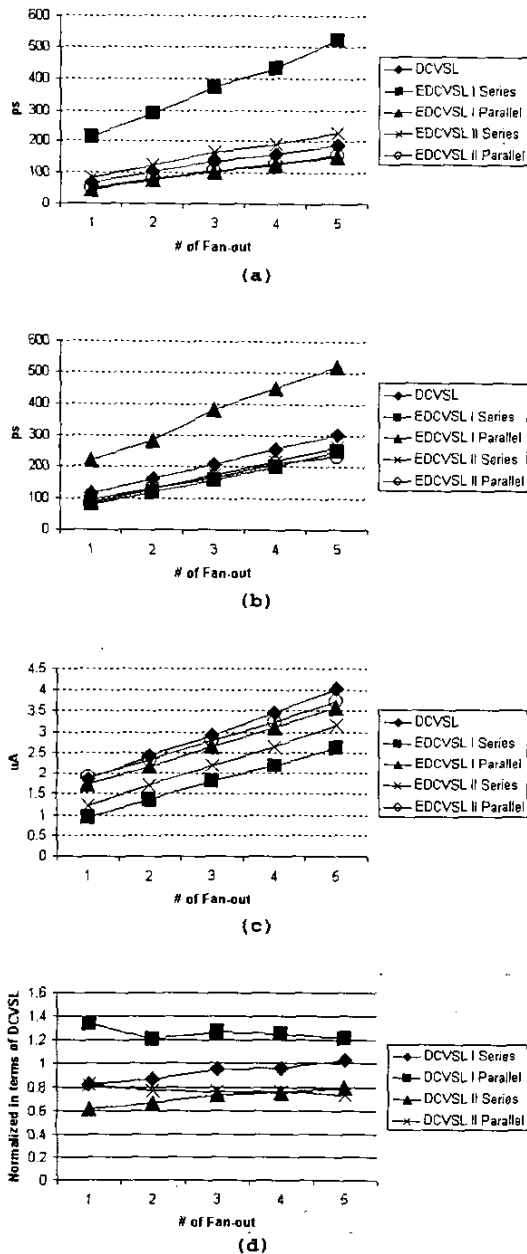 600
500
400
300
200
100
0
ps
1 2 3 4 5
# of Fan-out
DCVSL
EDCVSL I Series
EDCVSL I Parallel
EDCVSL II Series
EDCVSL II Parallel
(a)
600
500
400
300
200
100
0
ps
1 2 3 4 5
# of Fan-out
DCVSL
EDCVSL I Series
EDCVSL I Parallel
EDCVSL II Series
EDCVSL II Parallel
(b)
4.5
4
3.5
3
2.5
2
1.5
1
0.5
0
uA
1 2 3 4 5
# of Fan-out
DCVSL
EDCVSL I Series
EDCVSL I Parallel
EDCVSL II Series
EDCVSL II Parallel
(c)
1.6
1.4
1.2
1
0.8
0.6
0.4
0.2
0
Normalized in terms of DCVSL
1 2 3 4 5
# of Fan-out
DCVSL I Series
DCVSL I Parallel
DCVSL II Series
DCVSL II Parallel
(d)